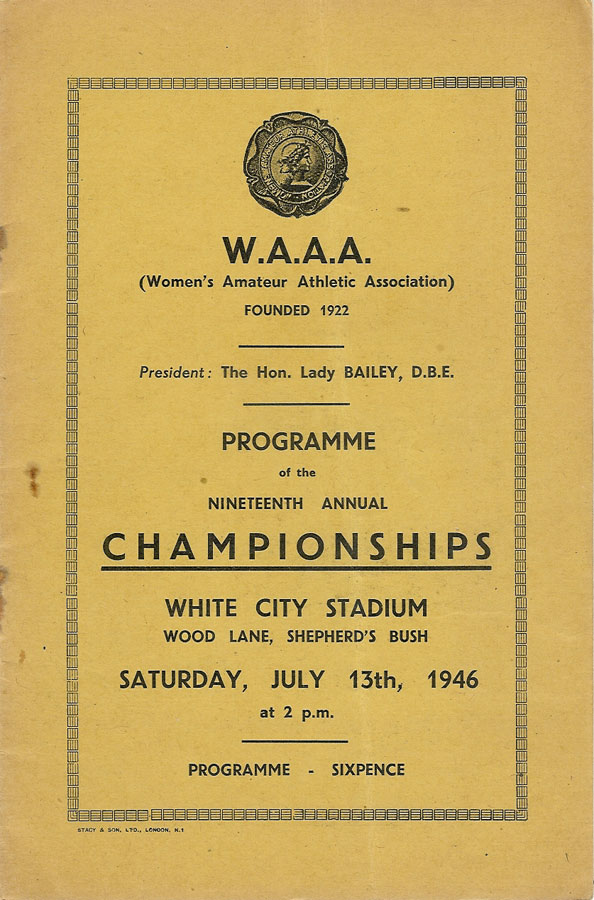 W.A.A.A.
(Women's Amateur Athletic Association)
FOUNDED 1922
President: The Hon. Lady BAILEY, D.B.E.
PROGRAMME
of the
NINETEENTH ANNUAL
CHAMPIONSHIPS
WHITE CITY STADIUM
WOOD LANE, SHEPHERD'S BUSH
SATURDAY, JULY 13th, 1946
at 2 p.m.
PROGRAMME - SIXPENCE
STACY & SON, LTD., LONDON, N.1